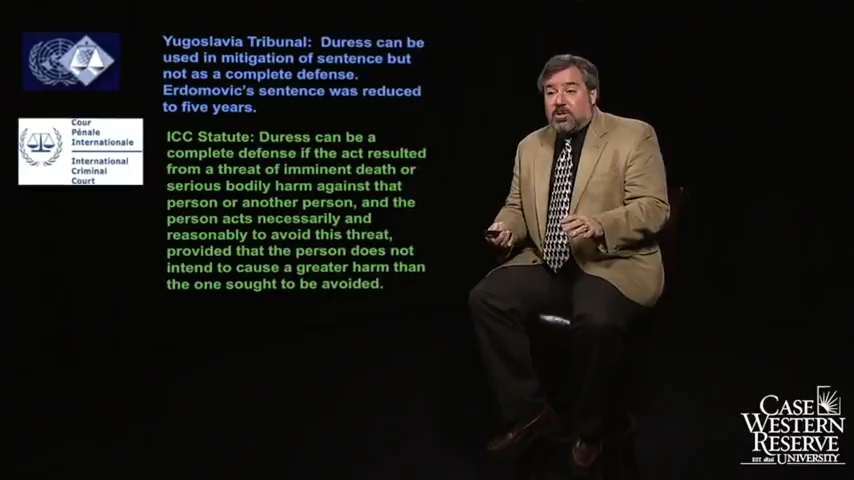 Yugoslavia Tribunal: Duress can be
used in mitigation of sentence but
not as a complete defense.
Erdomovic's sentence was reduced
to five years.
Cour
Pénale
Internationale
International
Criminal
Court
ICC Statute: Duress can be a
complete defense if the act resulted
from a threat of imminent death or
serious bodily harm against that
person or another person, and the
person acts necessarily and
reasonably to avoid this threat,
provided that the person does not
intend to cause a greater harm than
the one sought to be avoided.
CASE
WESTERN
RESERVE
UNIVERSITY